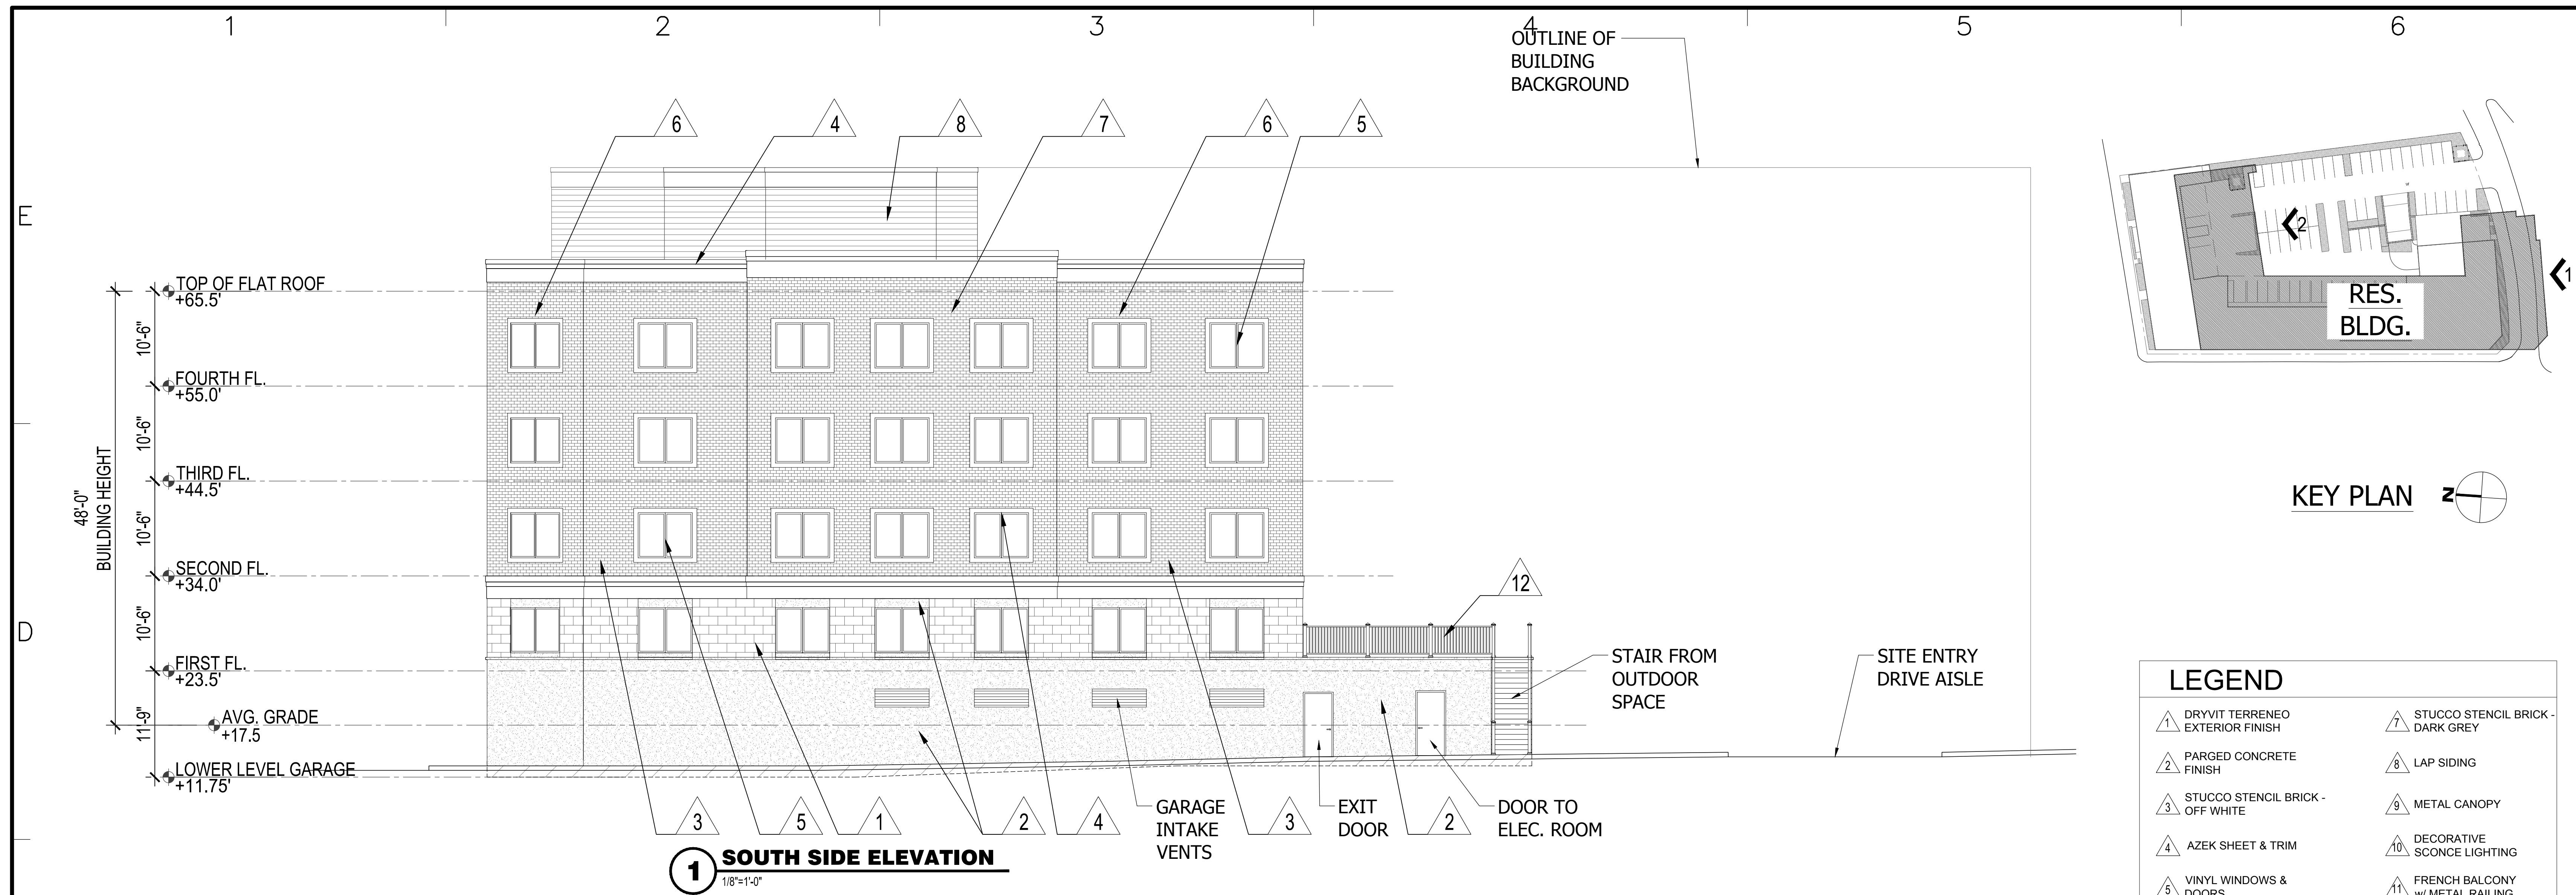 1 2 3 4 5 6
OUTLINE OF
BUILDING
BACKGROUND
6 4 8 7 6 5
E
D
TOP OF FLAT ROOF
+65.5'
10'-6"
FOURTH FL.
+55.0'
10'-6"
THIRD FL.
+44.5'
10'-6"
SECOND FL.
+34.0'
10'-6"
FIRST FL.
+23.5'
11'-9"
AVG. GRADE
+17.5
LOWER LEVEL GARAGE
+11.75'
48'-0"
BUILDING HEIGHT
12
STAIR FROM
OUTDOOR
SPACE
SITE ENTRY
DRIVE AISLE
3 5 1 2 4 3 2
GARAGE
INTAKE
VENTS
EXIT
DOOR
DOOR TO
ELEC. ROOM
1 SOUTH SIDE ELEVATION
1/8"=1'-0"
2
1
RES.
BLDG.
KEY PLAN
N
LEGEND
1 DRYVIT TERRENEO
EXTERIOR FINISH
2 PARGED CONCRETE
FINISH
3 STUCCO STENCIL BRICK -
OFF WHITE
4 AZEK SHEET & TRIM
5 VINYL WINDOWS &
DOORS
7 STUCCO STENCIL BRICK -
DARK GREY
8 LAP SIDING
9 METAL CANOPY
10 DECORATIVE
SCONCE LIGHTING
11 FRENCH BALCONY
w/ METAL RAILING